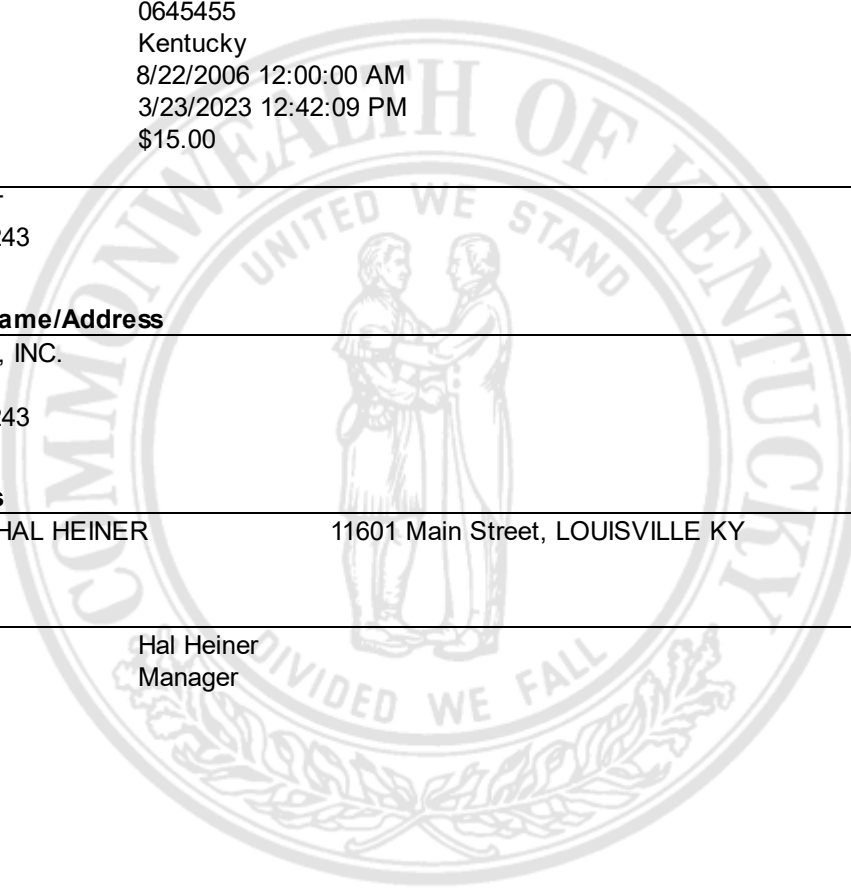 0645455
Kentucky
8/22/2006 12:00:00 AM
3/23/2023 12:42:09 PM
$15.00
243
ame/Address
, INC.
243
s
HAL HEINER 11601 Main Street, LOUISVILLE KY
Hal Heiner
Manager
COMMONWEALTH OF KENTUCKY
UNITED WE STAND
DIVIDED WE FALL